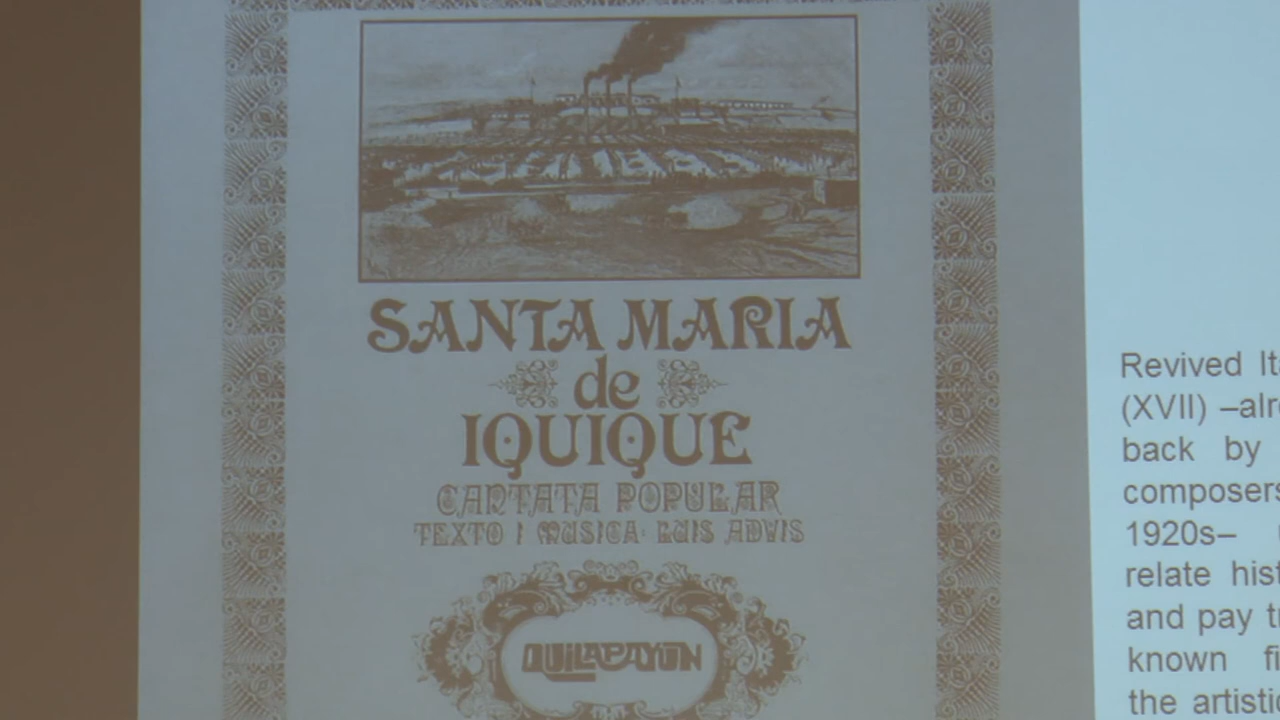 SANTA MARIA
de
IQUIQUE
CANTATA POPULAR
TEXTO I MUSICA: LUIS ADVIS
QUILAPAYUN
Revived
(XVII)
back by
composers
1920s–
relate
and pay
known
the